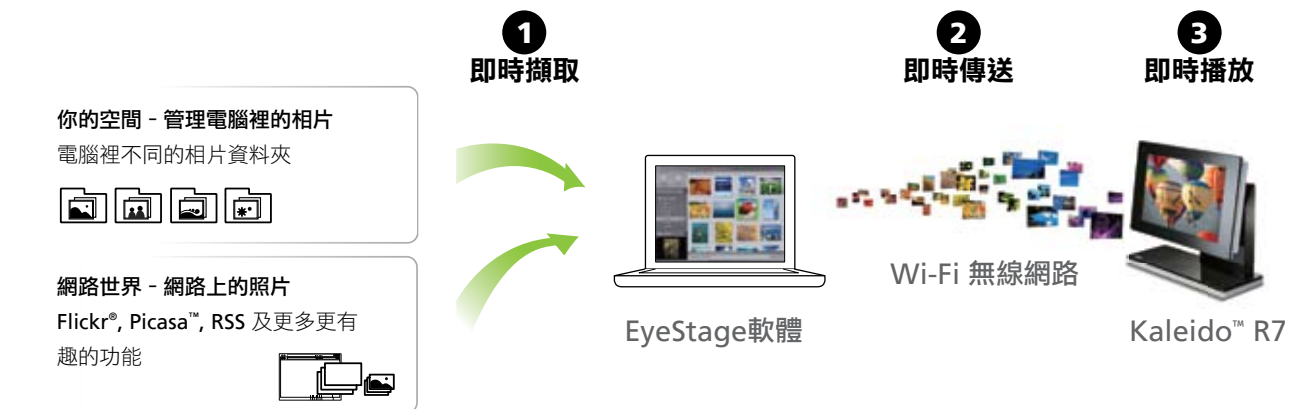 1
即時擷取
2
即時傳送
3
即時播放
你的空間 - 管理電腦裡的相片
電腦裡不同的相片資料夾
網路世界 - 網路上的照片
Flickr®, Picasa™, RSS 及更多更有
趣的功能
EyeStage軟體
Wi-Fi 無線網路
Kaleido™ R7